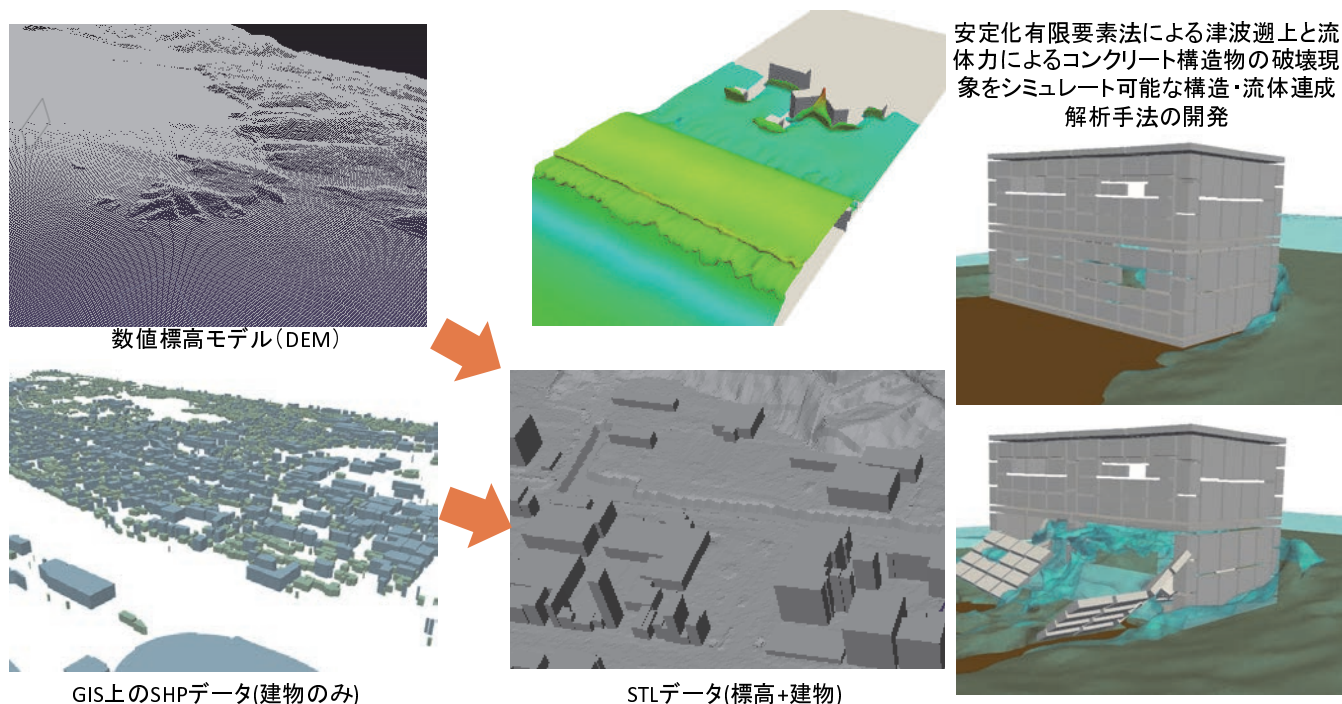 安定化有限要素法による津波遡上と流
体力によるコンクリート構造物の破壊現
象をシミュレート可能な構造・流体連成
解析手法の開発
数値標高モデル（DEM）
GIS上のSHPデータ(建物のみ)
STLデータ(標高+建物)